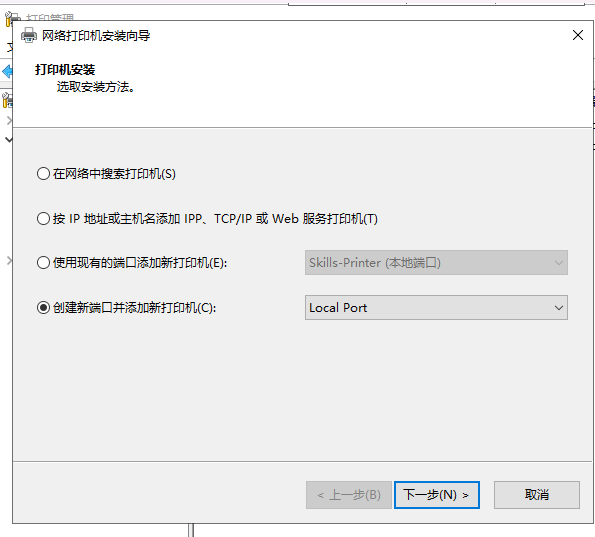 打印管理
网络打印机安装向导
打印机安装
选取安装方法。
在网络中搜索打印机(S)
按 IP 地址或主机名添加 IPP、TCP/IP 或 Web 服务打印机(T)
使用现有的端口添加新打印机(E): Skills-Printer (本地端口)
创建新端口并添加新打印机(C): Local Port
< 上一步(B) 下一步(N) > 取消